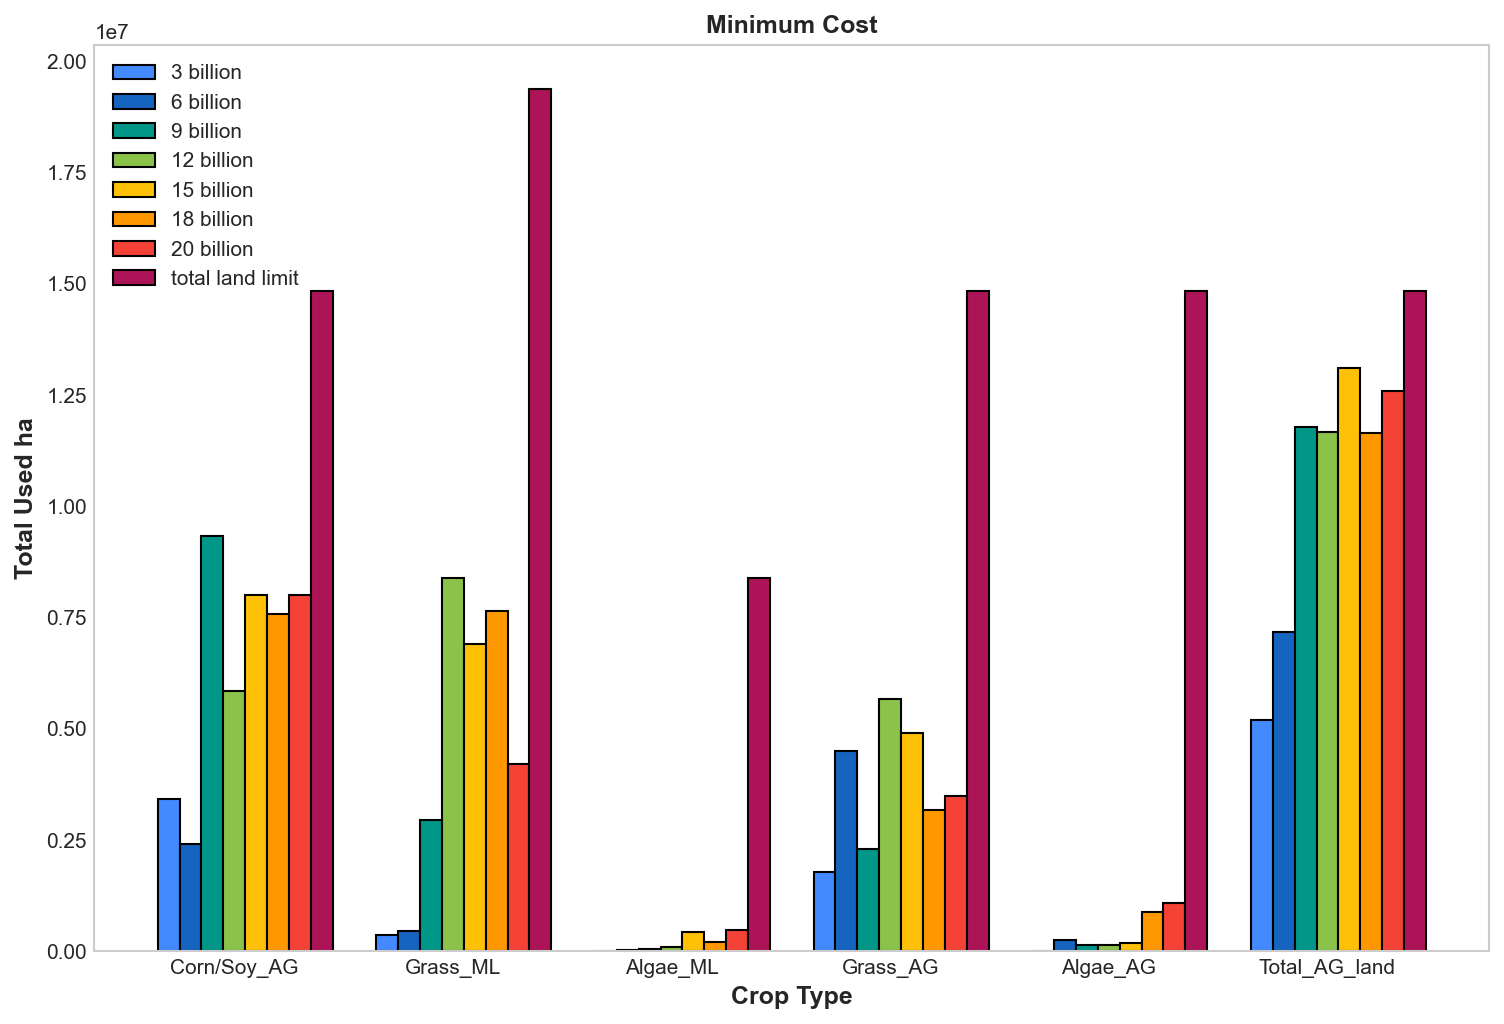 Minimum Cost
1e7
2.00
1.75
1.50
1.25
1.00
0.75
0.50
0.25
0.00
Total Used ha
3 billion
6 billion
9 billion
12 billion
15 billion
18 billion
20 billion
total land limit
Corn/Soy_AG
Grass_ML
Algae_ML
Grass_AG
Algae_AG
Total_AG_land
Crop Type